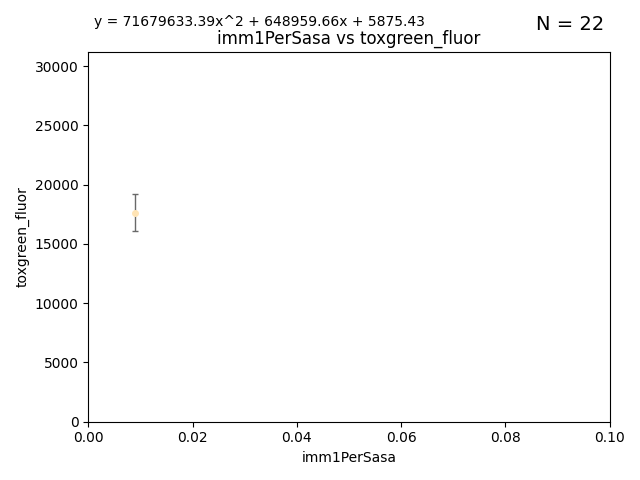 y = 71679633.39x^2 + 648959.66x + 5875.43
N = 22
imm1PerSasa vs toxgreen_fluor
30000
25000
20000
15000
10000
5000
0
toxgreen_fluor
0.00 0.02 0.04 0.06 0.08 0.10
imm1PerSasa